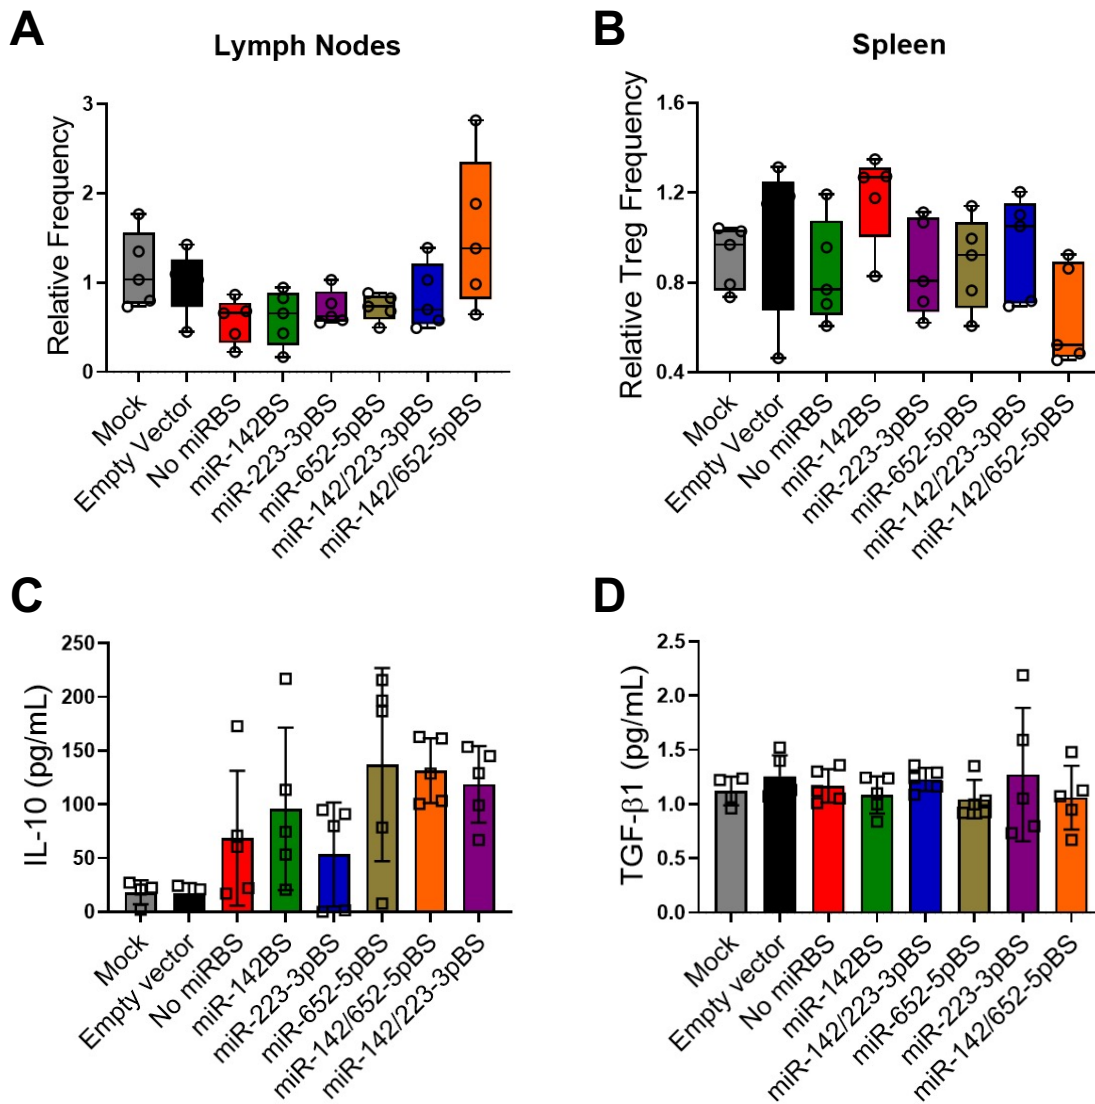 A
Lymph Nodes
Relative Frequency
3
2
1
0
Mock
Empty Vector
No miRBS
miR-142BS
miR-223-3pBS
miR-652-5pBS
miR-142/223-3pBS
miR-142/652-5pBS
B
Spleen
Relative Treg Frequency
1.6
1.2
0.8
0.4
Mock
Empty Vector
No miRBS
miR-142BS
miR-223-3pBS
miR-652-5pBS
miR-142/223-3pBS
miR-142/652-5pBS
C
IL-10 (pg/mL)
250
200
150
100
50
0
Mock
Empty vector
No miRBS
miR-142BS
miR-223-3pBS
miR-652-5pBS
miR-142/652-5pBS
miR-142/223-3pBS
D
TGF-β1 (pg/mL)
2.5
2.0
1.5
1.0
0.5
0.0
Mock
Empty Vector
No miRBS
miR-142BS
miR-142/223-3pBS
miR-652-5pBS
miR-223-3pBS
miR-142/652-5pBS